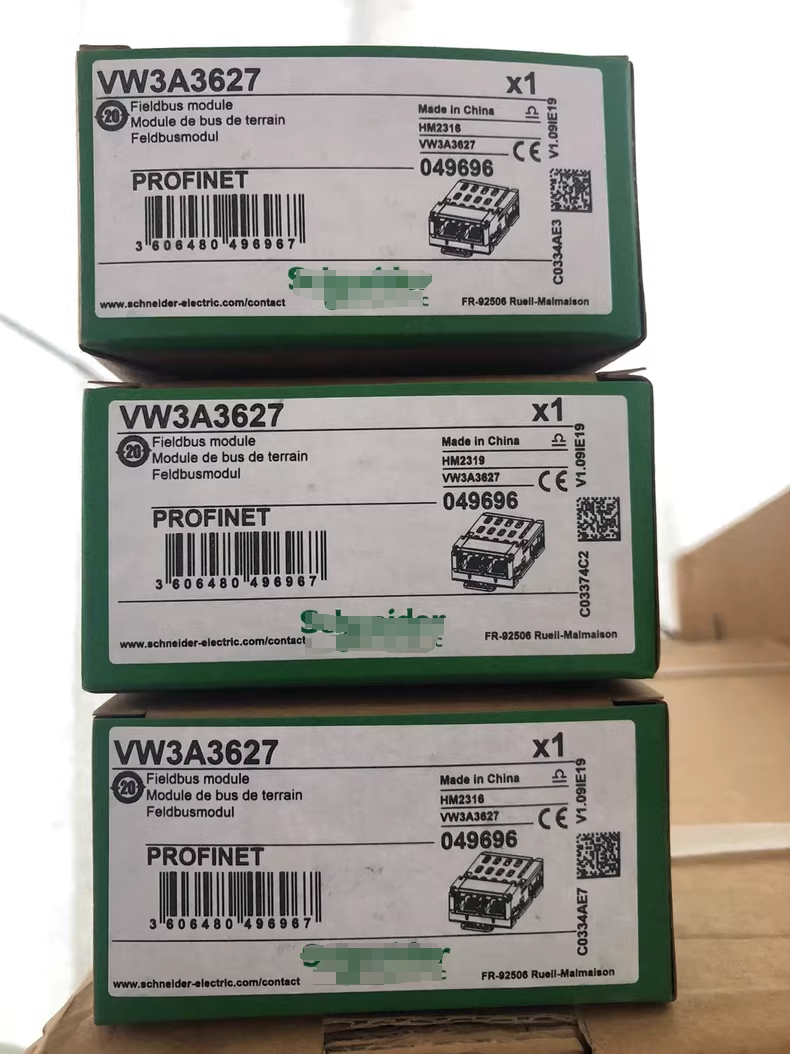 VW3A3627
x1
20
Fieldbus module
Module de bus de terrain
Feldbusmodul
Made in China
HM2316
VW3A3627
049696
CE
V1.09IE19
PROFINET
3 606480 496967
C0334AE3
www.schneider-electric.com/contact
FR-92506 Rueil-Malmaison
VW3A3627
x1
20
Fieldbus module
Module de bus de terrain
Feldbusmodul
Made in China
HM2319
VW3A3627
049696
CE
V1.09IE19
PROFINET
3 606480 496967
C03374C2
Schneider
www.schneider-electric.com/contact
FR-92506 Rueil-Malmaison
VW3A3627
x1
20
Fieldbus module
Module de bus de terrain
Feldbusmodul
Made in China
HM2316
VW3A3627
049696
CE
V1.09IE19
PROFINET
3 606480 496967
C0334AE7
www.schneider-electric.com/contact
FR-92506 Rueil-Malmaison